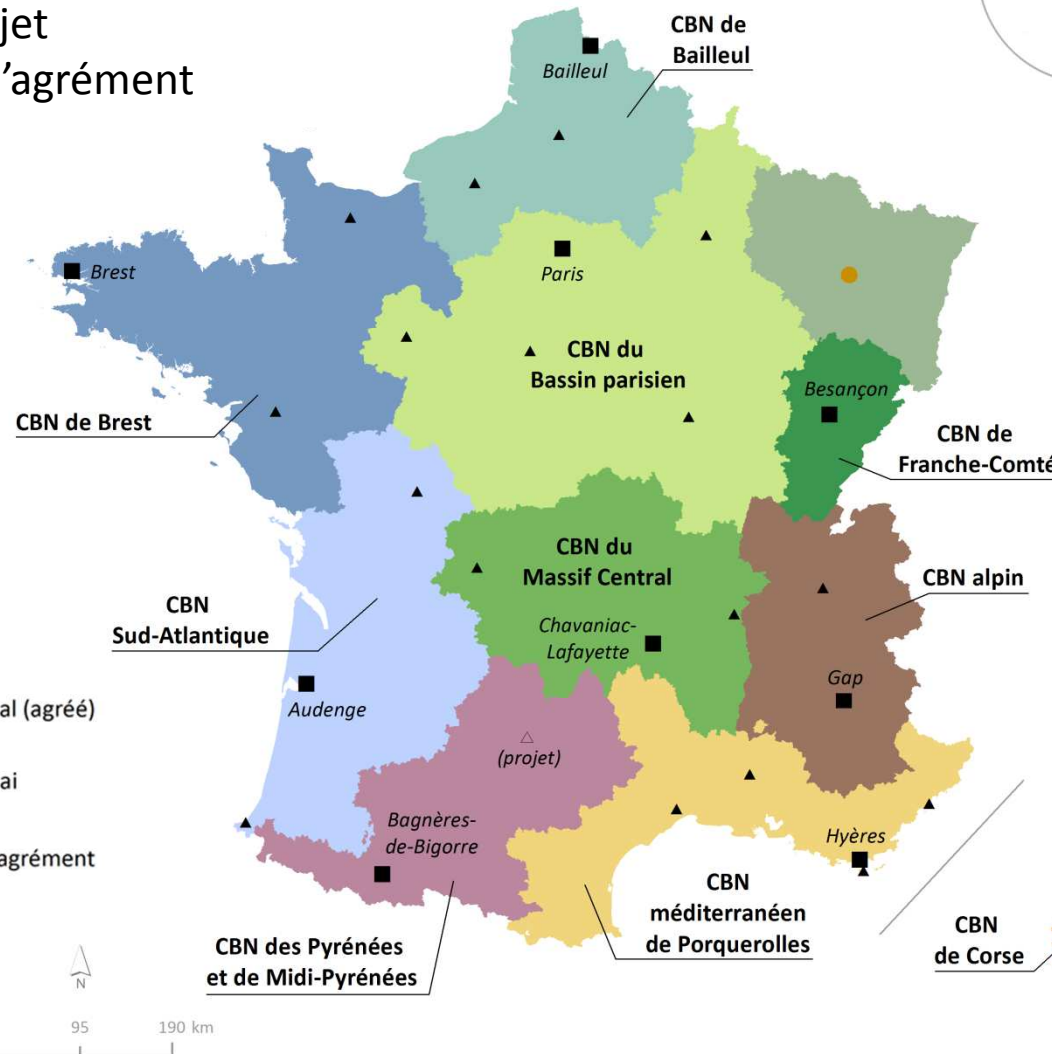 jet
'agrément
CBN de
Bailleul
Bailleul
Brest
Paris
CBN du
Bassin parisien
Besançon
CBN de Brest
CBN de
Franche-Comté
CBN du
Massif Central
CBN alpin
CBN
Sud-Atlantique
Chavaniac-
Lafayette
Gap
Audenge
al (agréé)
(projet)
ai
Bagnères-
de-Bigorre
Hyères
agrément
CBN
méditerranéen
de Porquerolles
CBN des Pyrénées
et de Midi-Pyrénées
CBN
de Corse
N
95
190 km